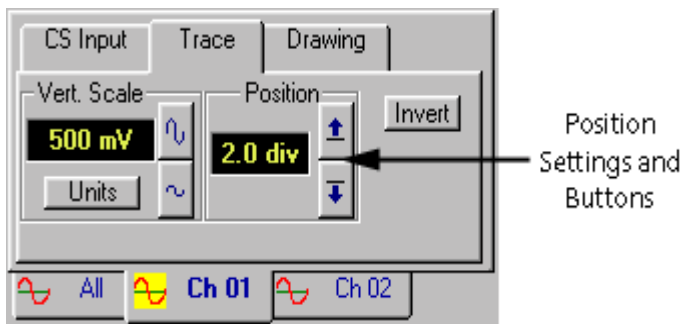 CS Input Trace Drawing
Vert. Scale Position
500 mV 2.0 div Invert
Units
Position
Settings and
Buttons
All Ch 01 Ch 02